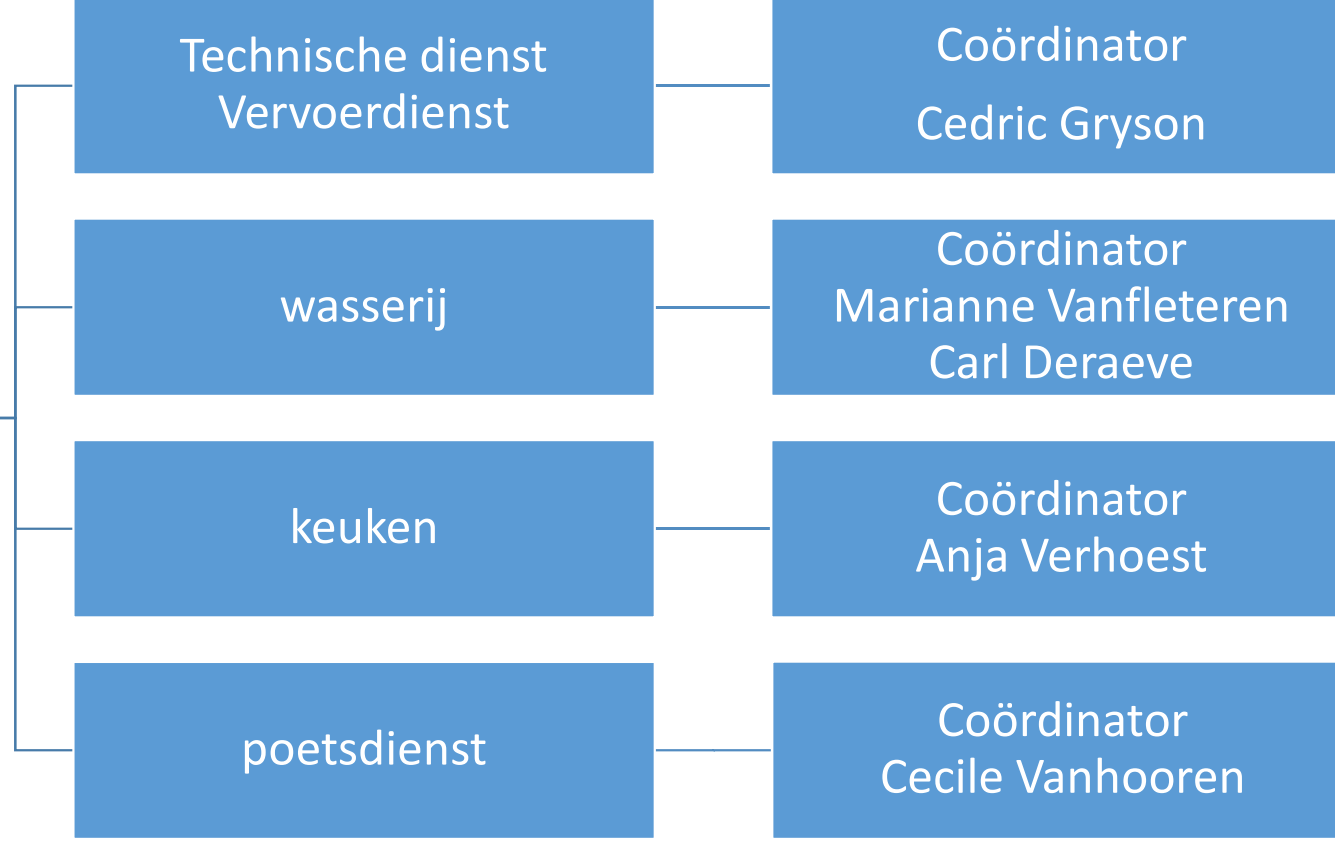 Technische dienst
Vervoerdienst
Coördinator
Cedric Gryson
wasserij
Coördinator
Marianne Vanfleteren
Carl Deraeve
keuken
Coördinator
Anja Verhoest
poetsdienst
Coördinator
Cecile Vanhooren